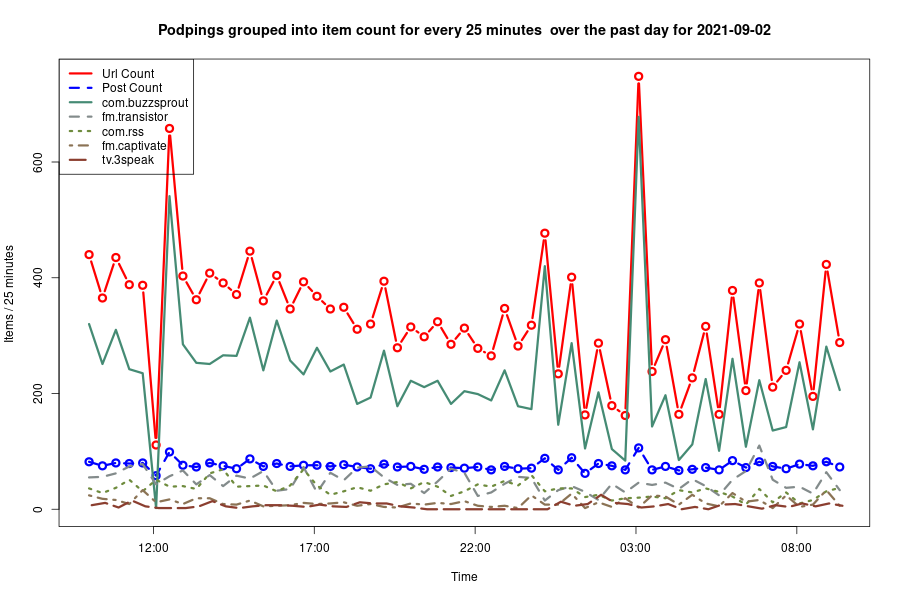 Podpings grouped into item count for every 25 minutes  over the past day for 2021-09-02
Url Count
Post Count
com.buzzsprout
fm.transistor
com.rss
fm.captivate
tv.3speak
Items / 25 minutes
600
400
200
0
12:00
17:00
22:00
03:00
08:00
Time